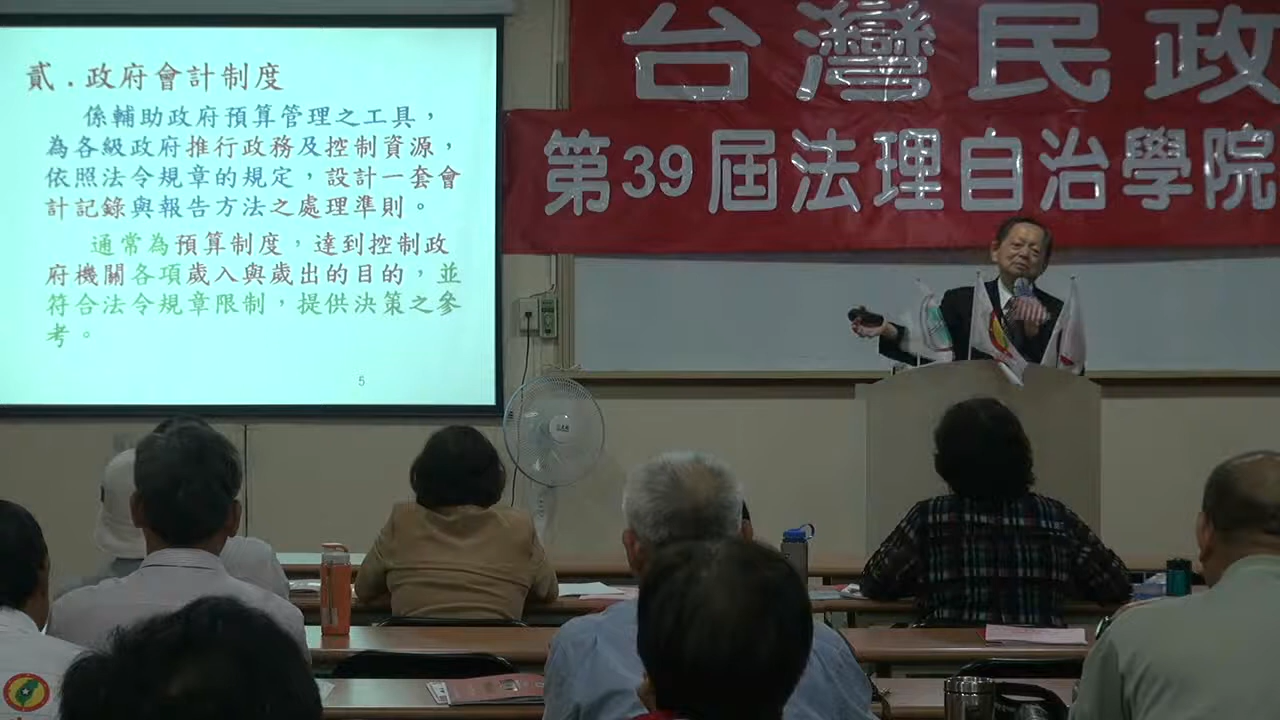 貳．政府會計制度
係輔助政府預算管理之工具，
為各級政府推行政務及控制資源，
依照法令規章的規定，設計一套會
計記錄與報告方法之處理準則。
通常為預算制度，達到控制政
府機關各項歲入與歲出的目的，並
符合法令規章限制，提供決策之參
考。
5
台灣民政
第39屆法理自治學院